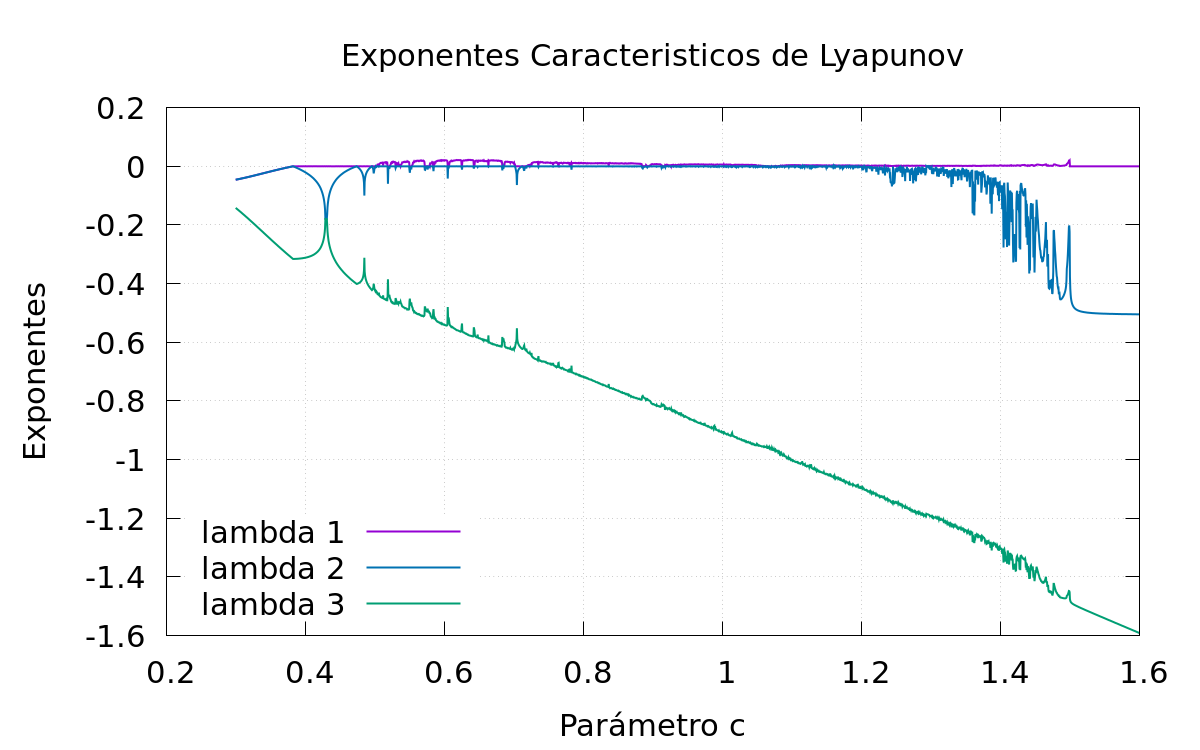 Exponentes Caracteristicos de Lyapunov
0.2
0
-0.2
-0.4
-0.6
-0.8
-1
-1.2
-1.4
-1.6
Exponentes
lambda 1
lambda 2
lambda 3
0.2 0.4 0.6 0.8 1 1.2 1.4 1.6
Parámetro c